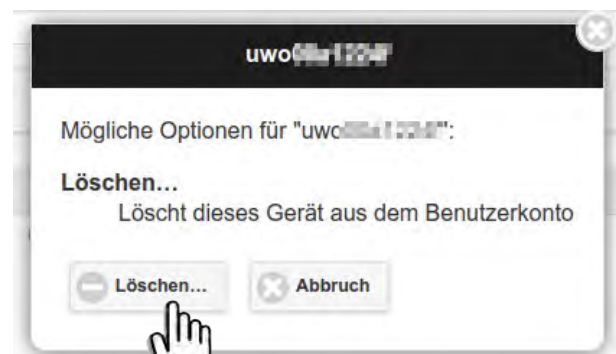 uwo
Mögliche Optionen für "uwo":
Löschen...
Löscht dieses Gerät aus dem Benutzerkonto
Löschen...
Abbruch